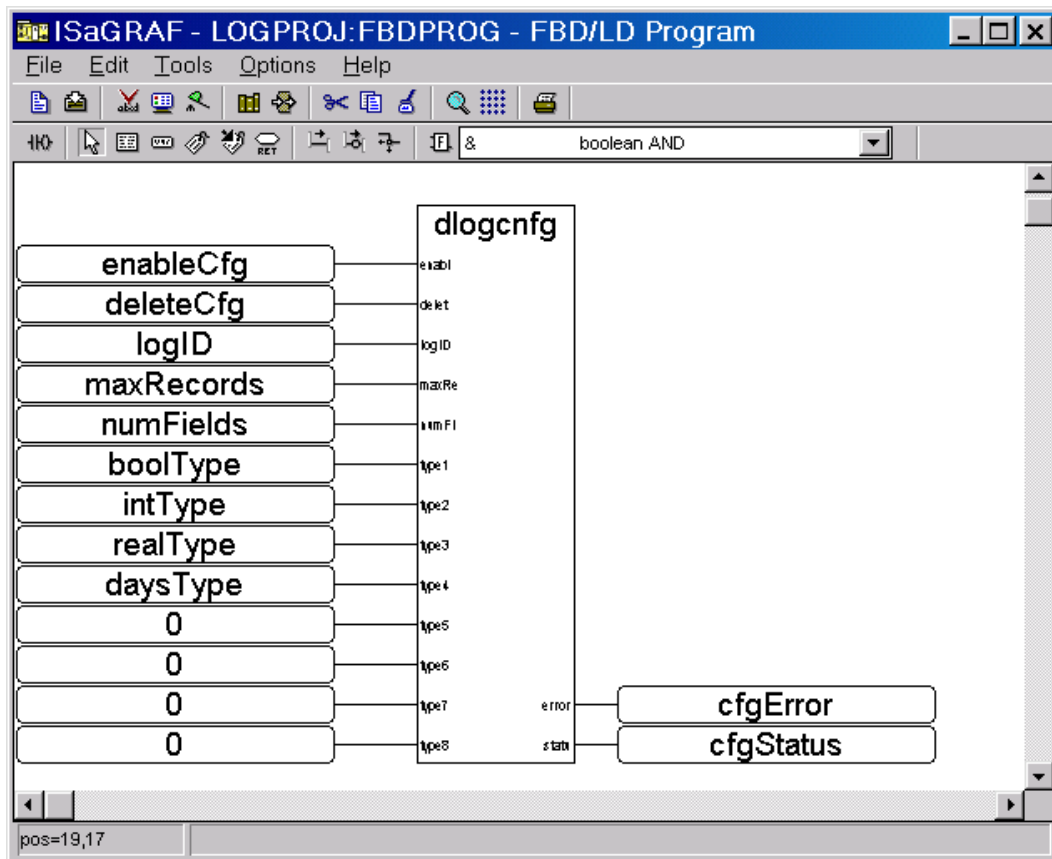 ISaGRAF - LOGPROJ:FBDPROG - FBD/LD Program
File Edit Tools Options Help
RET & boolean AND
dlogcnfg
enableCfg enabl
deleteCfg delet
logID logID
maxRecords maxRe
numFields numFi
boolType type1
intType type2
realType type3
daysType type4
0 type5
0 type6
0 type7 error cfgError
0 type8 statu cfgStatus
pos=19,17